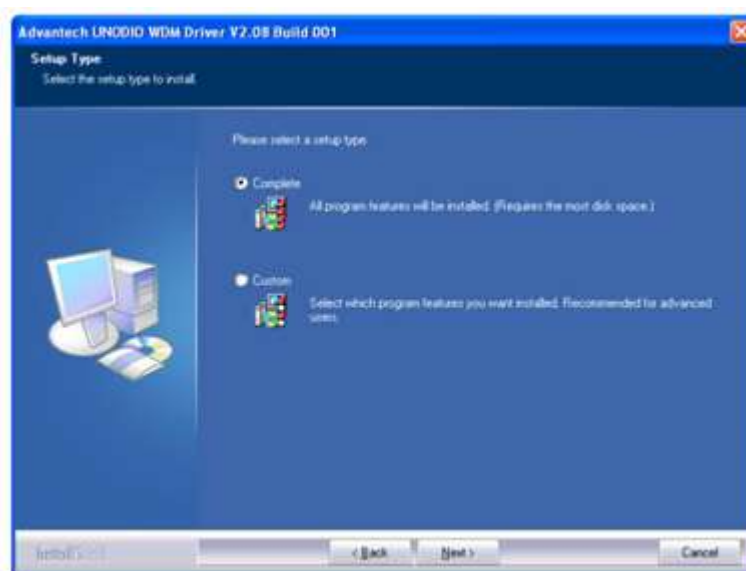 Advantech UNODIO WDM Driver V2.08 Build 001
Setup Type
Select the setup type to install.
Please select a setup type.
Complete
All program features will be installed. (Requires the most disk space.)
Custom
Select which program features you want installed. Recommended for advanced
users.
InstallShield
< Back
Next >
Cancel